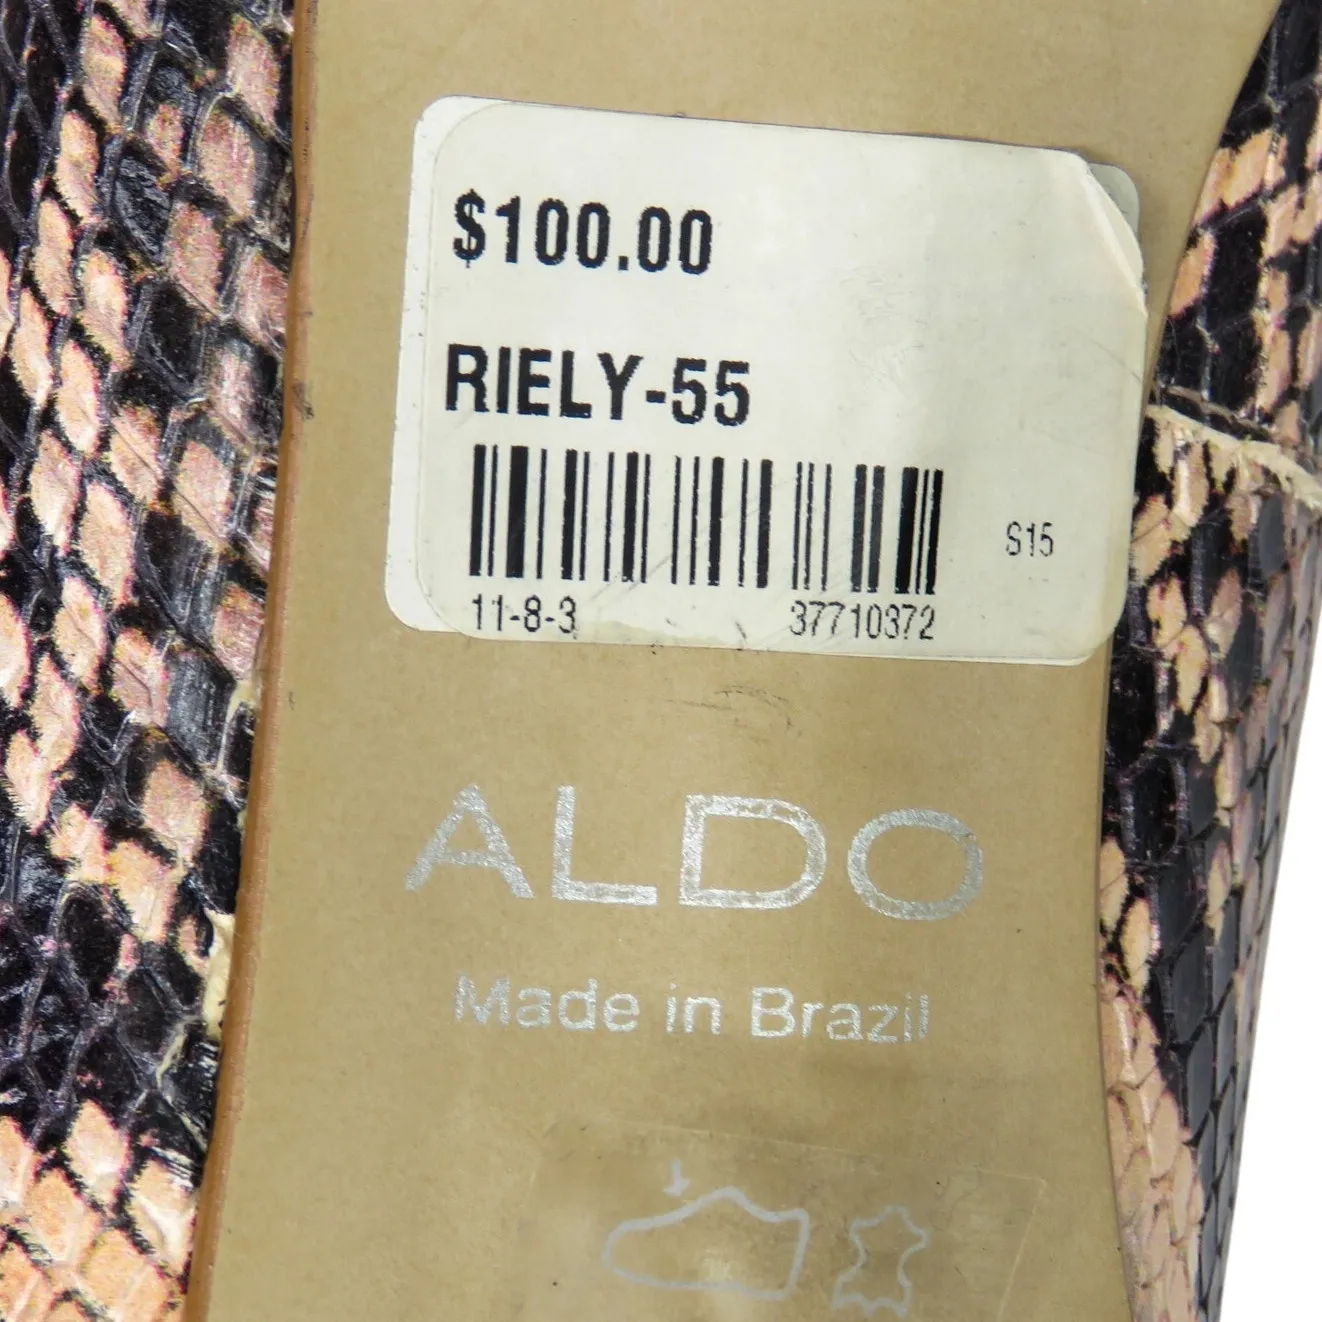 $100.00
RIELY-55
S15
11-8-3 37710372
ALDO
Made in Brazil